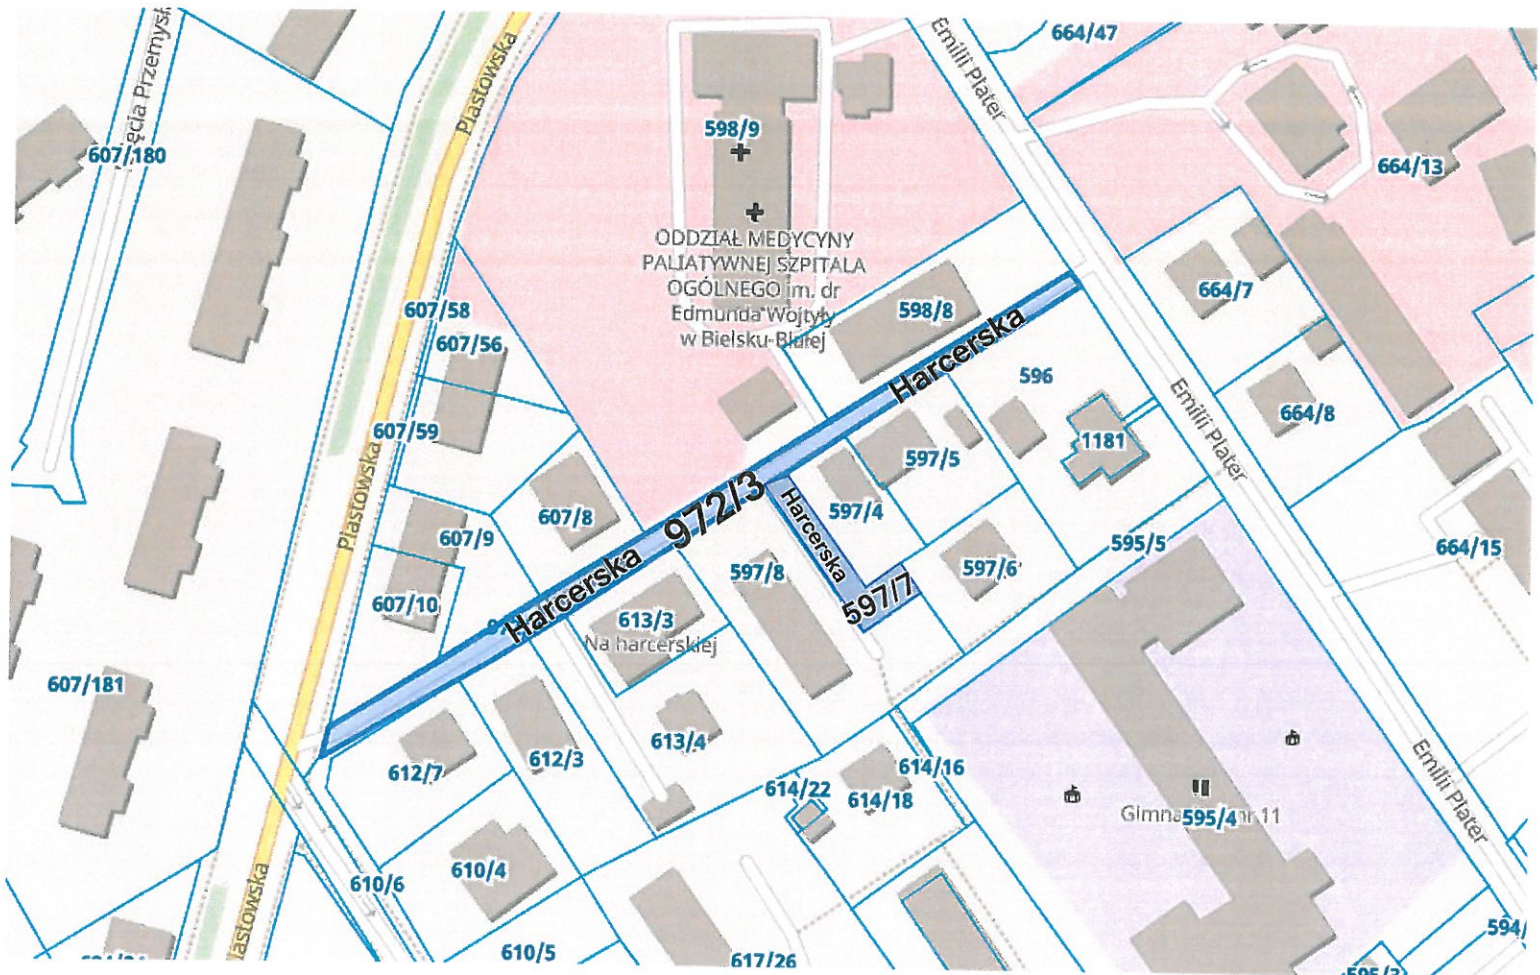 664/47
Piastowska
Emilii Plater
598/9
607/180
664/13
ODDZIAŁ MEDYCYNY
PALIATYWNEJ SZPITALA
OGÓLNEGO im. dr
Edmunda Wojtyły
w Bielsku-Białej
664/7
607/58
598/8
607/56
Harcerska
596
664/8
607/59
1181
Emilii Plater
597/5
Piastowska
972/3
597/4
607/8
Harcerska
607/9
595/5
664/15
597/8
597/6
Harcerska
597/7
607/10
613/3
Na harcerskiej
607/181
613/4
612/3
612/7
614/16
614/22
614/18
Emilii Plater
595/4
610/4
610/6
594/
610/5
617/26